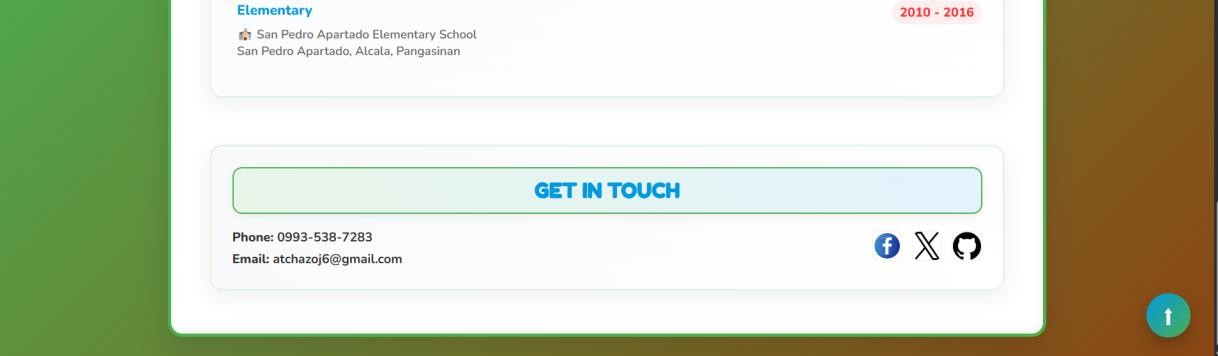 Elementary
2010 - 2016
San Pedro Apartado Elementary School
San Pedro Apartado, Alcala, Pangasinan
GET IN TOUCH
Phone: 0993-538-7283
Email: atchazoj6@gmail.com